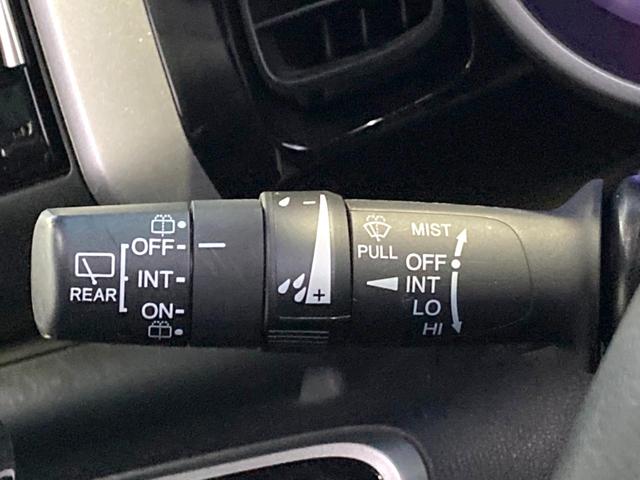 OFF
INT
ON
REAR
- 
+
PULL
MIST
OFF
INT
LO
HI